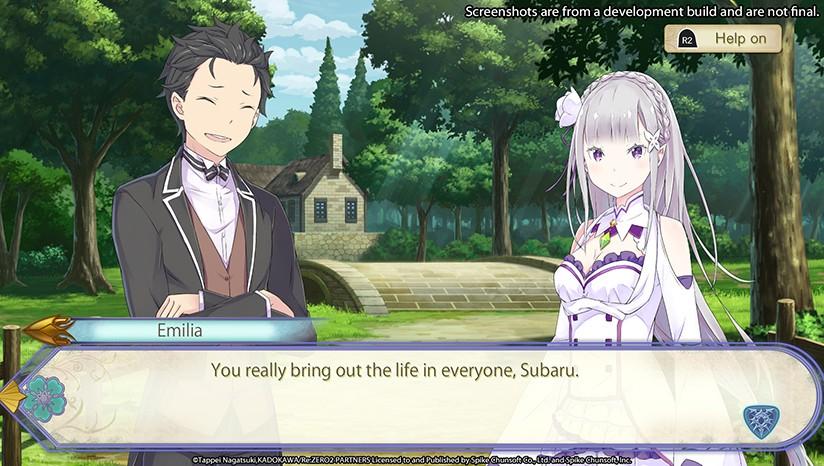 Screenshots are from a development build and are not final.
R2 Help on
Emilia
You really bring out the life in everyone, Subaru.
©Tappei Nagatsuki,KADOKAWA/Re:ZERO2 PARTNERS Licensed to and Published by Spike Chunsoft Co., Ltd. and Spike Chunsoft, Inc.